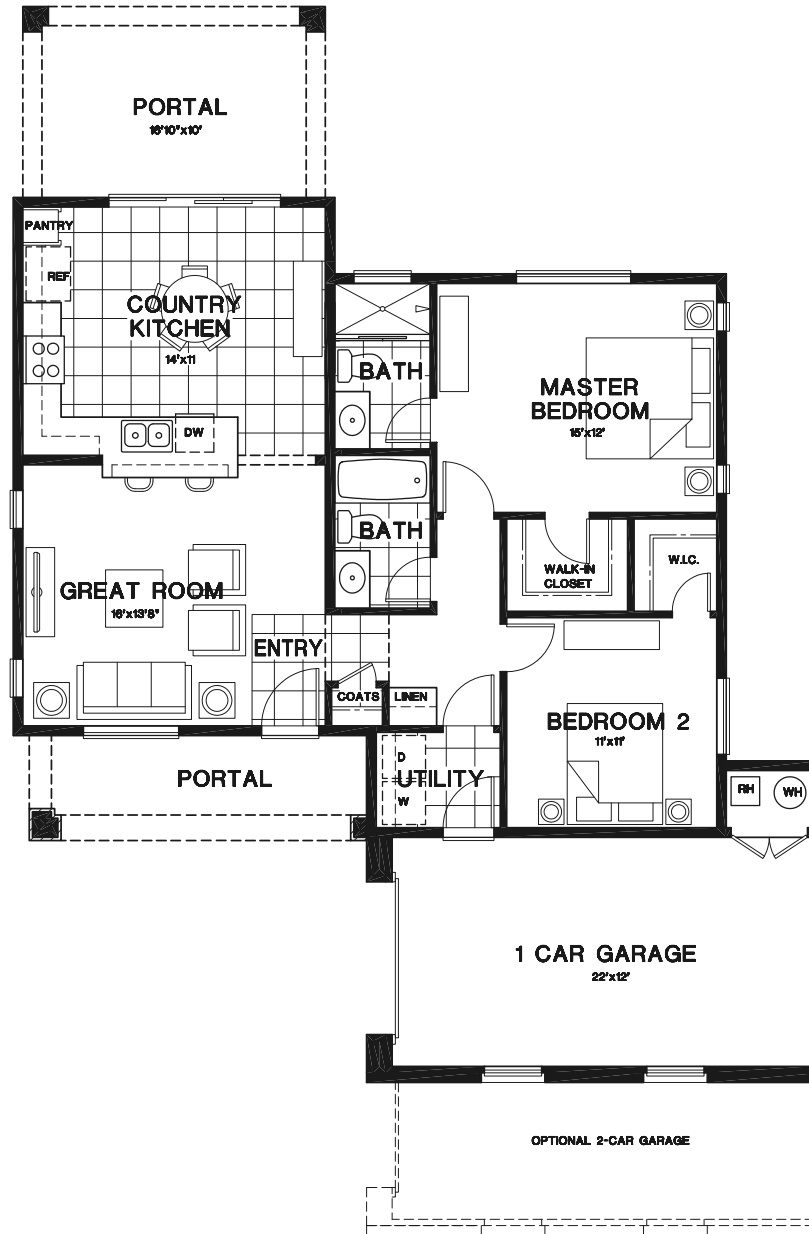 PORTAL
16'10"x10'
PANTRY
REF
COUNTRY
KITCHEN
14'x11
DW
BATH
MASTER
BEDROOM
15'x12'
BATH
WALK-IN
CLOSET
W.I.C.
GREAT ROOM
16'x13'8"
ENTRY
COATS
LINEN
BEDROOM 2
11'x11'
PORTAL
D
UTILITY
W
RH
WH
1 CAR GARAGE
22'x12'
OPTIONAL 2-CAR GARAGE